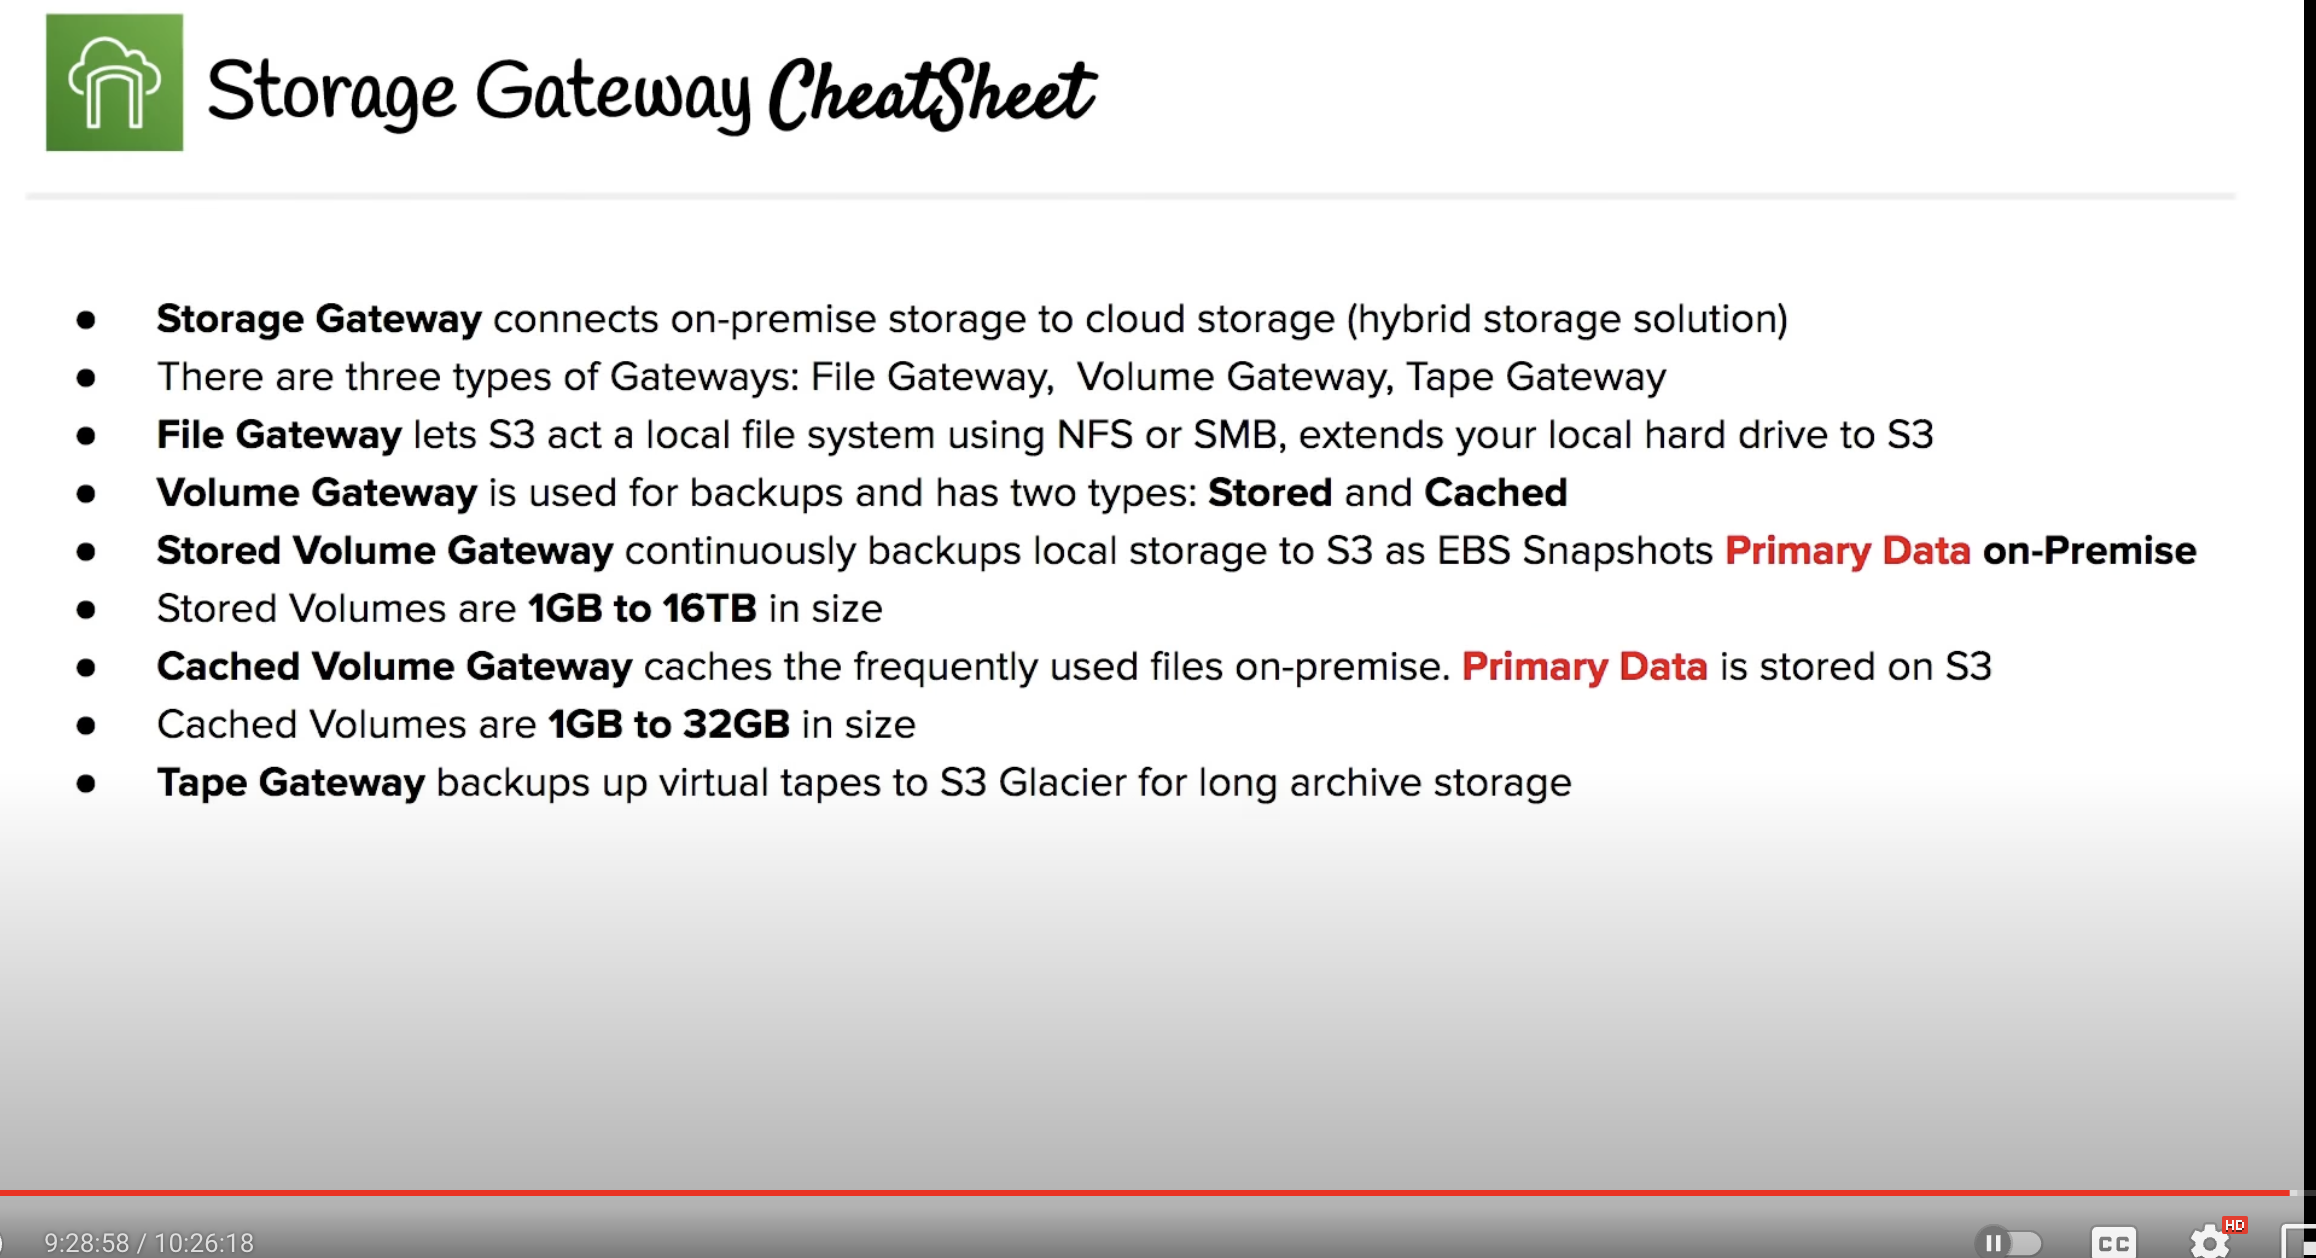 Storage Gateway CheatSheet
● Storage Gateway connects on-premise storage to cloud storage (hybrid storage solution)
● There are three types of Gateways: File Gateway,  Volume Gateway, Tape Gateway
● File Gateway lets S3 act a local file system using NFS or SMB, extends your local hard drive to S3
● Volume Gateway is used for backups and has two types: Stored and Cached
● Stored Volume Gateway continuously backups local storage to S3 as EBS Snapshots Primary Data on-Premise
● Stored Volumes are 1GB to 16TB in size
● Cached Volume Gateway caches the frequently used files on-premise. Primary Data is stored on S3
● Cached Volumes are 1GB to 32GB in size
● Tape Gateway backups up virtual tapes to S3 Glacier for long archive storage
9:28:58 / 10:26:18 CC HD